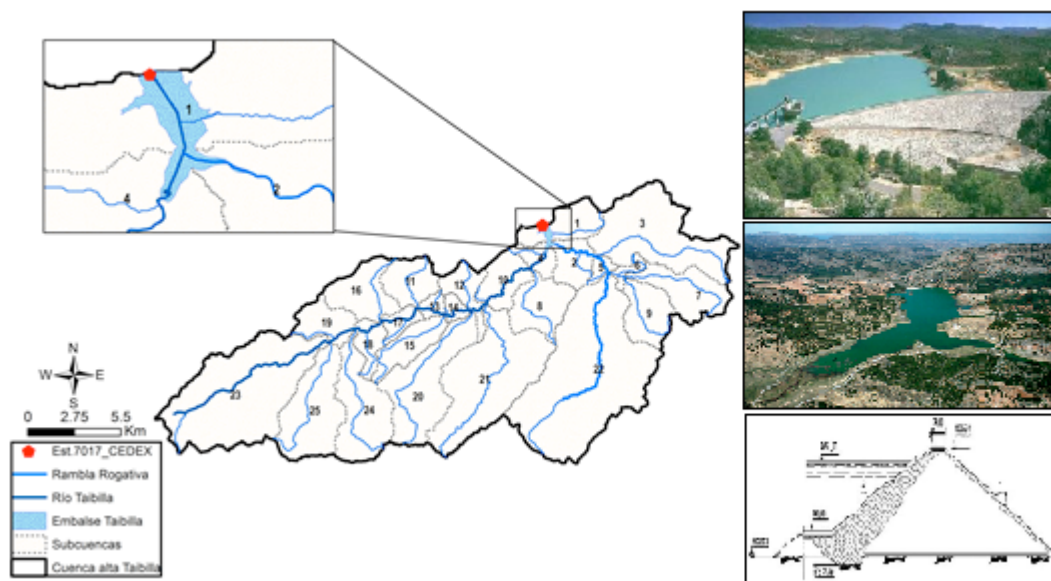 1
2
4
1
3
2
5
6
7
8
9
10
11
12
13
14
15
16
17
18
19
20
21
22
23
24
25
N
W E
S
0 2.75 5.5
Km
Est.7017_CEDEX
Rambla Rogativa
Río Taibilla
Embalse Taibilla
Subcuencas
Cuenca alta Taibilla